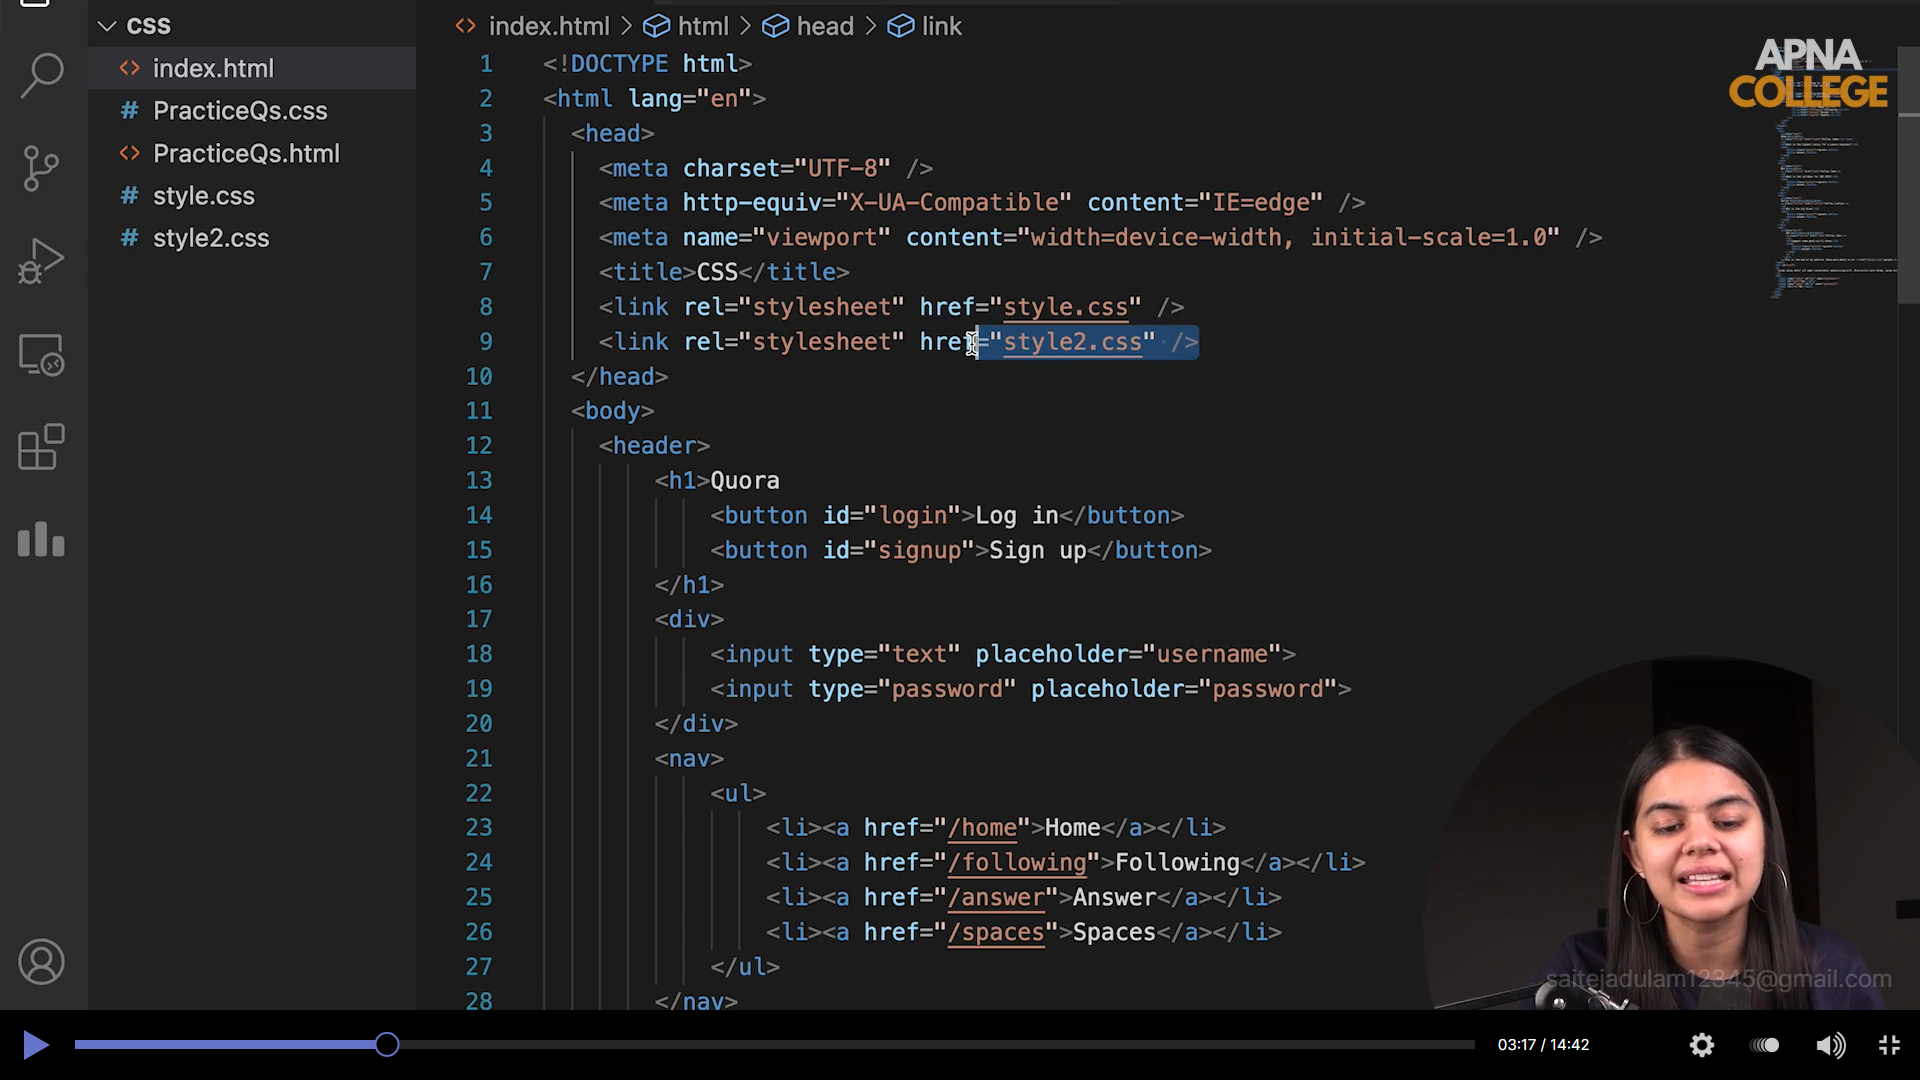 CSS
index.html
PracticeQs.css
PracticeQs.html
style.css
style2.css
index.html > html > head > link
APNA
COLLEGE
1 <!DOCTYPE html>
2 <html lang="en">
3 <head>
4 <meta charset="UTF-8" />
5 <meta http-equiv="X-UA-Compatible" content="IE=edge" />
6 <meta name="viewport" content="width=device-width, initial-scale=1.0" />
7 <title>CSS</title>
8 <link rel="stylesheet" href="style.css" />
9 <link rel="stylesheet" href="style2.css" />
10 </head>
11 <body>
12 <header>
13 <h1>Quora
14 <button id="login">Log in</button>
15 <button id="signup">Sign up</button>
16 </h1>
17 <div>
18 <input type="text" placeholder="username">
19 <input type="password" placeholder="password">
20 </div>
21 <nav>
22 <ul>
23 <li><a href="/home">Home</a></li>
24 <li><a href="/following">Following</a></li>
25 <li><a href="/answer">Answer</a></li>
26 <li><a href="/spaces">Spaces</a></li>
27 </ul>
28 </nav>
saitejadulam12345@gmail.com
03:17 / 14:42